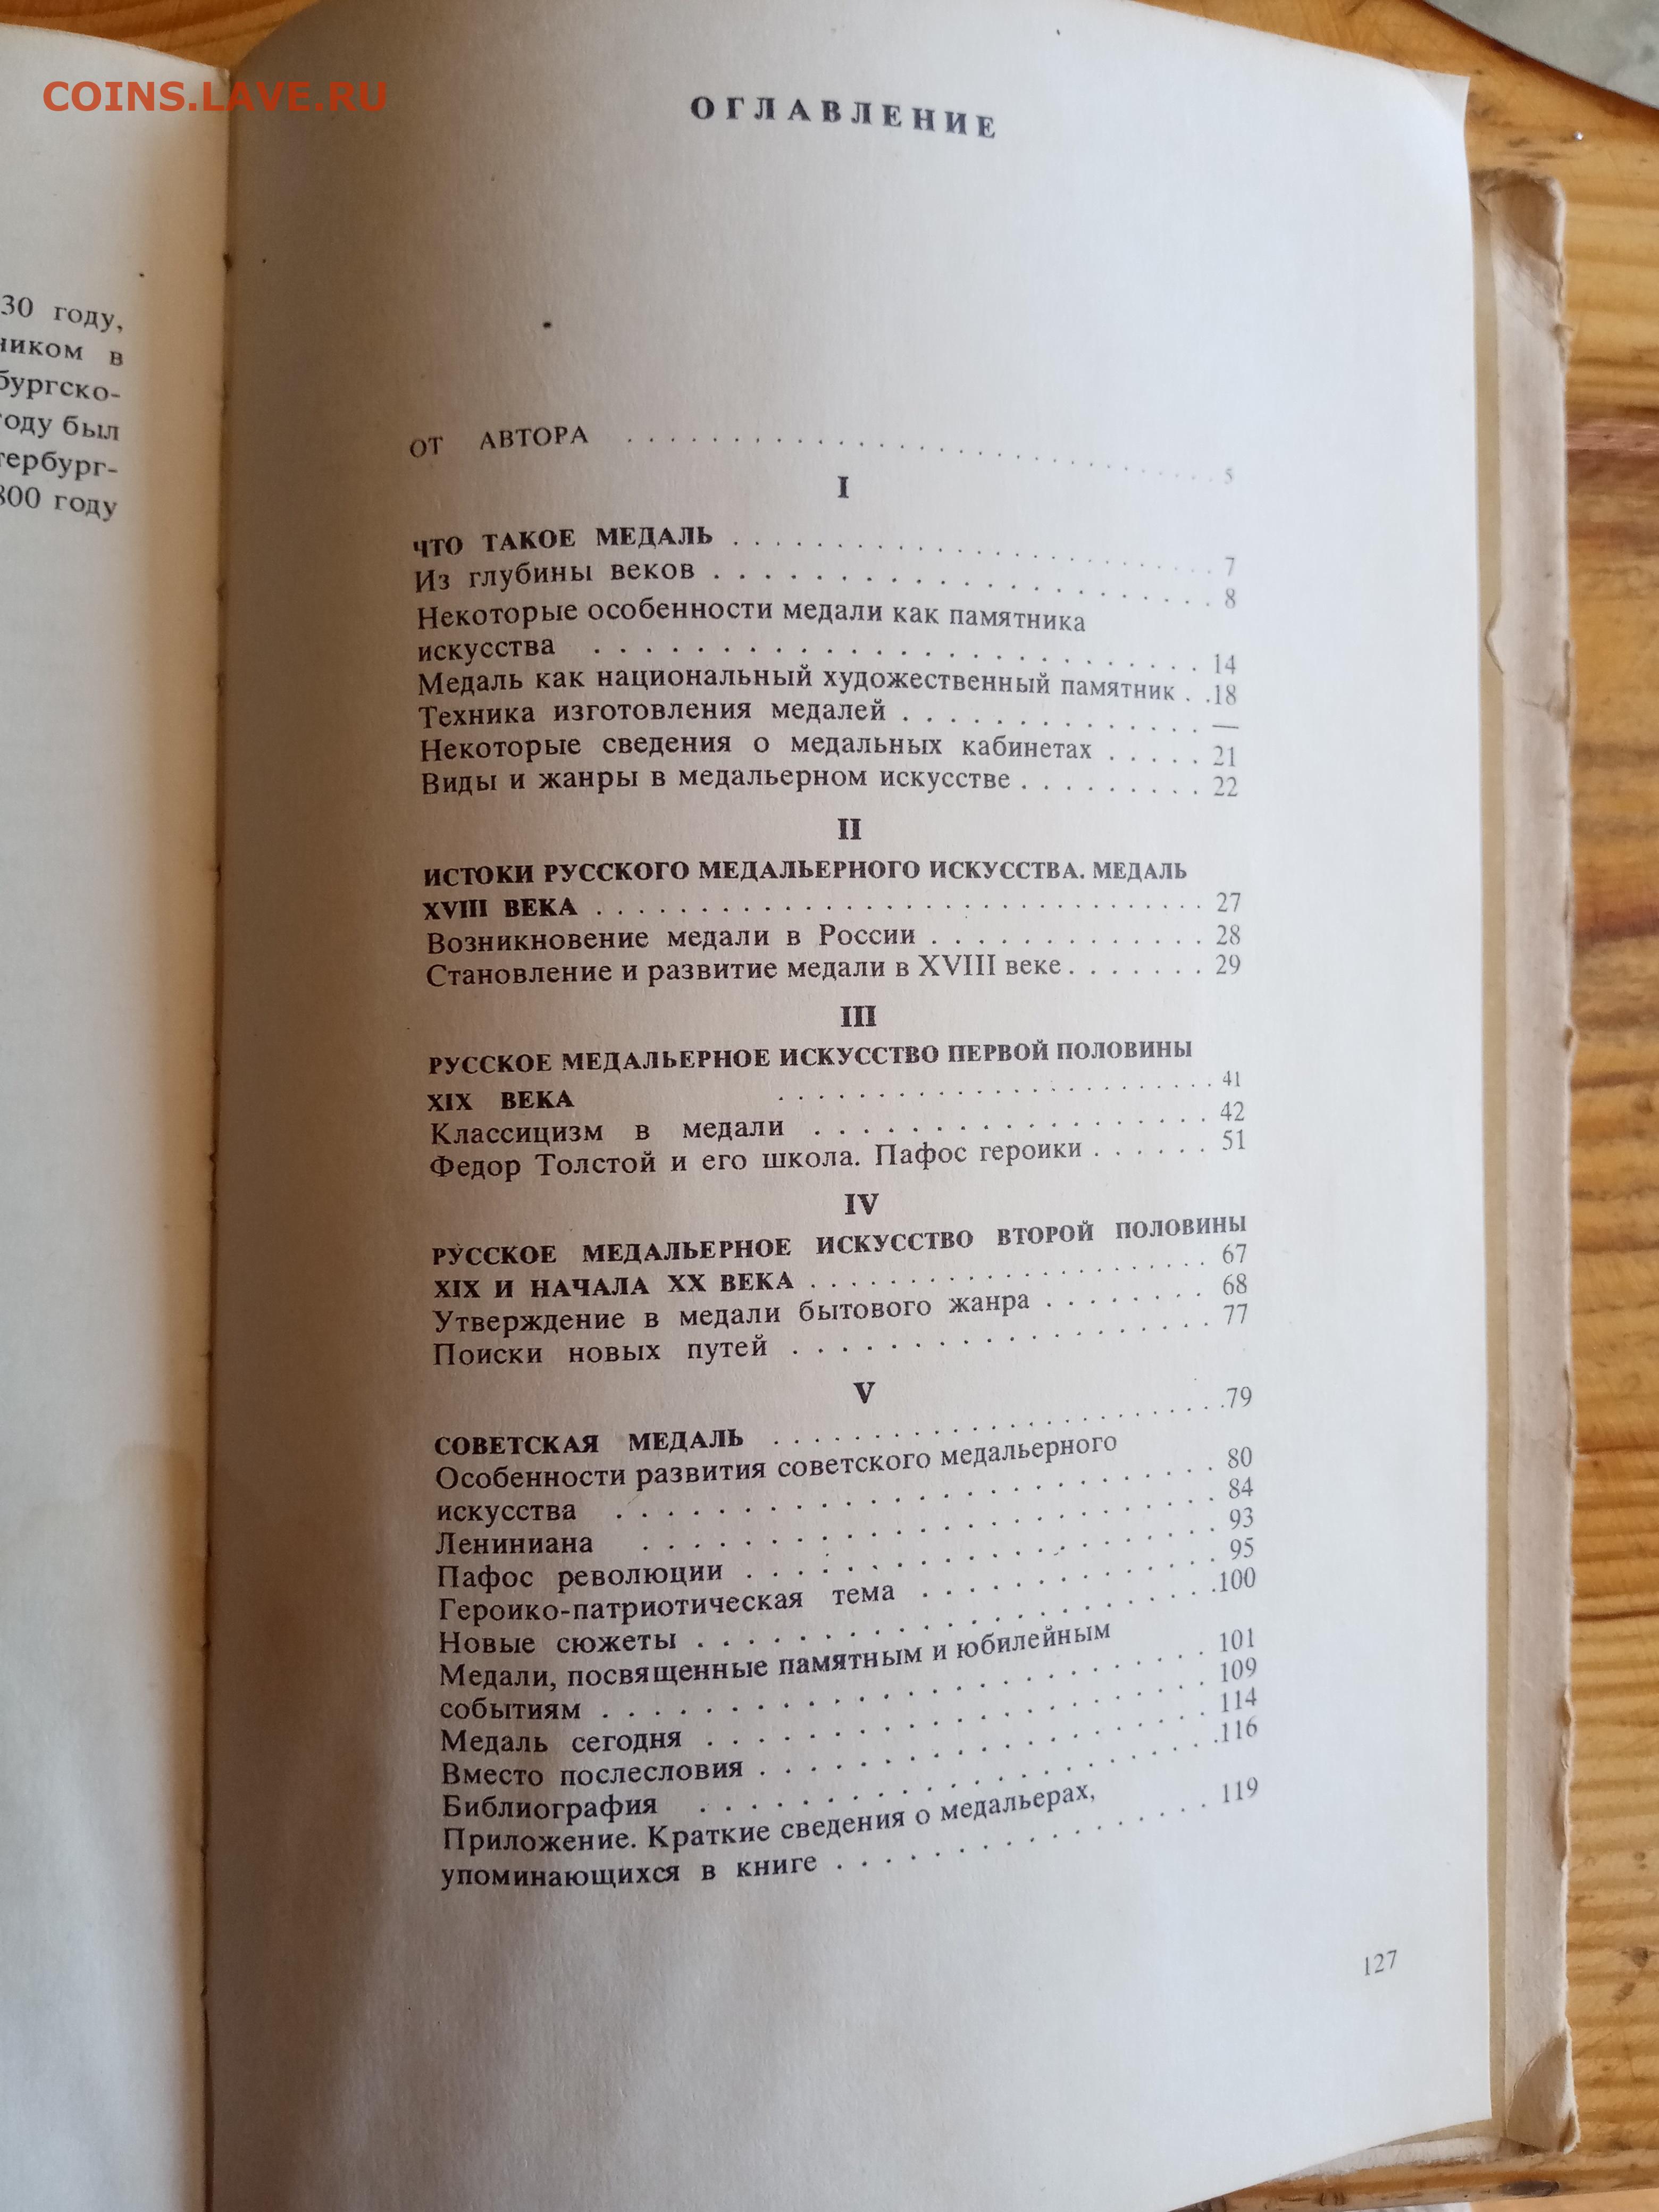 COINS.LAVE.RU
30 году,
в
году был
800 году
ОГЛАВЛЕНИЕ
ОТ АВТОРА . . . . . . . . . . . . . . . . . . . . 5
I
ЧТО ТАКОЕ МЕДАЛЬ . . . . . . . . . . . . . . . . . . . . 7
Из глубины веков . . . . . . . . . . . . . . . . . . . . 8
Некоторые особенности медали как памятника
искусства . . . . . . . . . . . . . . . . . . . . 14
Медаль как национальный художественный памятник . .18
Техника изготовления медалей . . . . . . . . . . . . —
Некоторые сведения о медальных кабинетах . . . . . 21
Виды и жанры в медальерном искусстве . . . . . . . . 22
II
ИСТОКИ РУССКОГО МЕДАЛЬЕРНОГО ИСКУССТВА. МЕДАЛЬ
XVIII ВЕКА . . . . . . . . . . . . . . . . . . . . 27
Возникновение медали в России . . . . . . . . . . . . 28
Становление и развитие медали в XVIII веке . . . . . . . 29
III
РУССКОЕ МЕДАЛЬЕРНОЕ ИСКУССТВО ПЕРВОЙ ПОЛОВИНЫ
XIX ВЕКА . . . . . . . . . . . . . . . . . . . . 41
Классицизм в медали . . . . . . . . . . . . . . . . 42
Федор Толстой и его школа. Пафос героики . . . . . . 51
IV
РУССКОЕ МЕДАЛЬЕРНОЕ ИСКУССТВО ВТОРОЙ ПОЛОВИНЫ
XIX И НАЧАЛА XX ВЕКА . . . . . . . . . . . . . . . . 67
Утверждение в медали бытового жанра . . . . . . . 68
Поиски новых путей . . . . . . . . . . . . . . . . . 77
V
СОВЕТСКАЯ МЕДАЛЬ . . . . . . . . . . . . . . . . . .79
Особенности развития советского медальерного
искусства . . . . . . . . . . . . . . . . . . . . 80
Лениниана . . . . . . . . . . . . . . . . . . . . 84
Пафос революции . . . . . . . . . . . . . . . . . . 93
Героико-патриотическая тема . . . . . . . . . . . . 95
Новые сюжеты . . . . . . . . . . . . . . . . . . . .100
Медали, посвященные памятным и юбилейным
событиям . . . . . . . . . . . . . . . . . . . . 101
Медаль сегодня . . . . . . . . . . . . . . . . . . . . 109
Вместо послесловия . . . . . . . . . . . . . . . . . 114
Библиография . . . . . . . . . . . . . . . . . . . .116
Приложение. Краткие сведения о медальерах,
упоминающихся в книге . . . . . . . . . . . . . . . 119
127